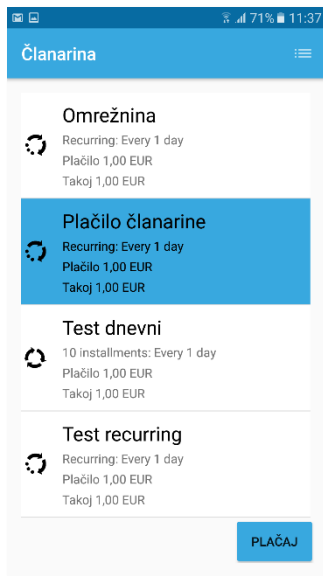 71% 11:37
Članarina
Omrežnina
Recurring: Every 1 day
Plačilo 1,00 EUR
Takoj 1,00 EUR
Plačilo članarine
Recurring: Every 1 day
Plačilo 1,00 EUR
Takoj 1,00 EUR
Test dnevni
10 installments: Every 1 day
Plačilo 1,00 EUR
Takoj 1,00 EUR
Test recurring
Recurring: Every 1 day
Plačilo 1,00 EUR
Takoj 1,00 EUR
PLAČAJ